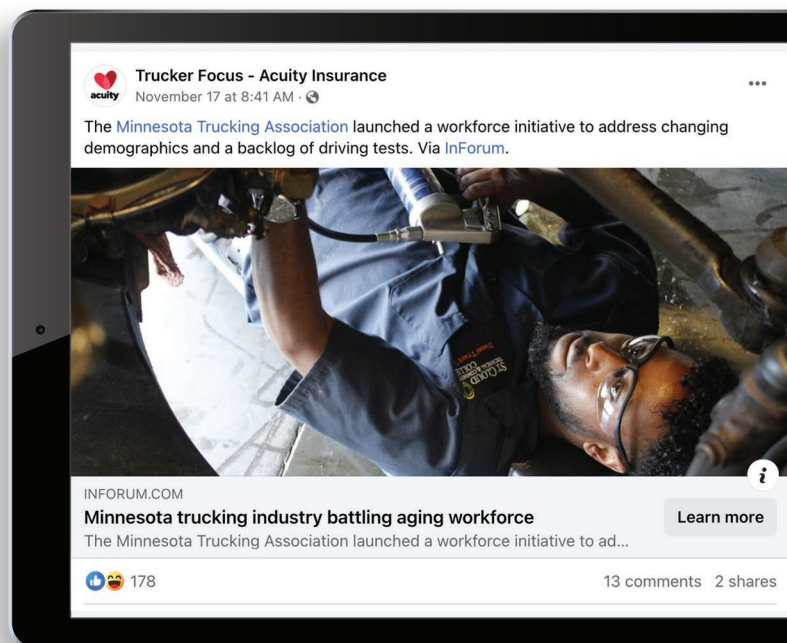 acuity
Trucker Focus - Acuity Insurance
November 17 at 8:41 AM ·
The Minnesota Trucking Association launched a workforce initiative to address changing
demographics and a backlog of driving tests. Via InForum.
ST CLOUD
INFORUM.COM
Minnesota trucking industry battling aging workforce
Learn more
The Minnesota Trucking Association launched a workforce initiative to ad...
178
13 comments 2 shares